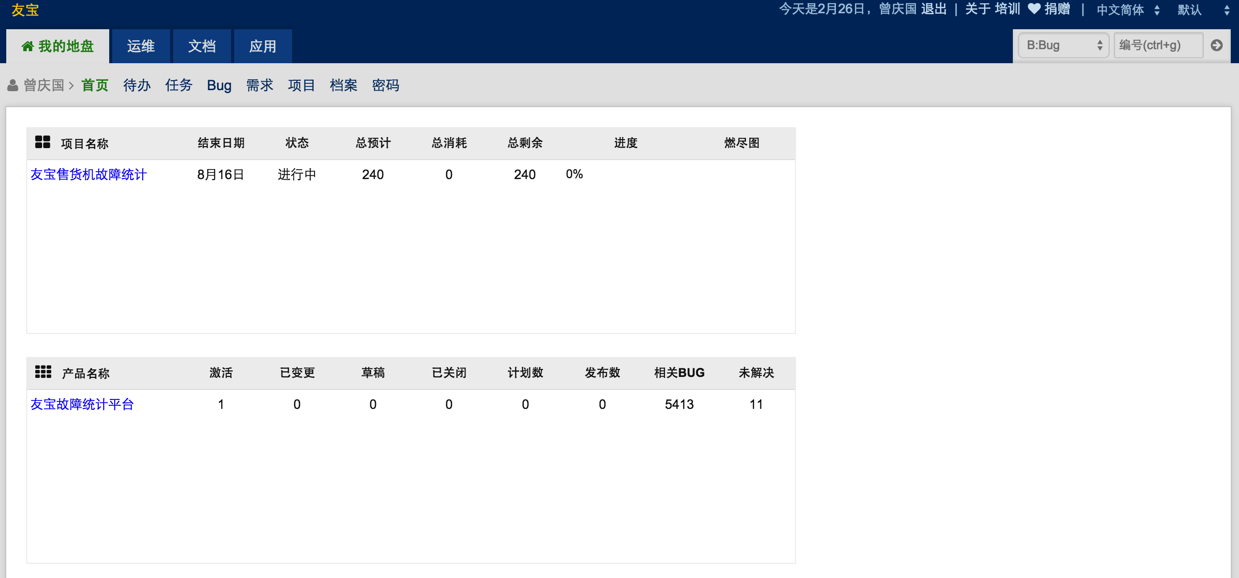 友宝
今天是2月26日，曾庆国 退出 | 关于 培训 捐赠 | 中文简体 默认
我的地盘 运维 文档 应用 B:Bug 编号(ctrl+g)
曾庆国 > 首页 待办 任务 Bug 需求 项目 档案 密码
项目名称 结束日期 状态 总预计 总消耗 总剩余 进度 燃尽图
友宝售货机故障统计 8月16日 进行中 240 0 240 0%
产品名称 激活 已变更 草稿 已关闭 计划数 发布数 相关BUG 未解决
友宝故障统计平台 1 0 0 0 0 0 5413 11